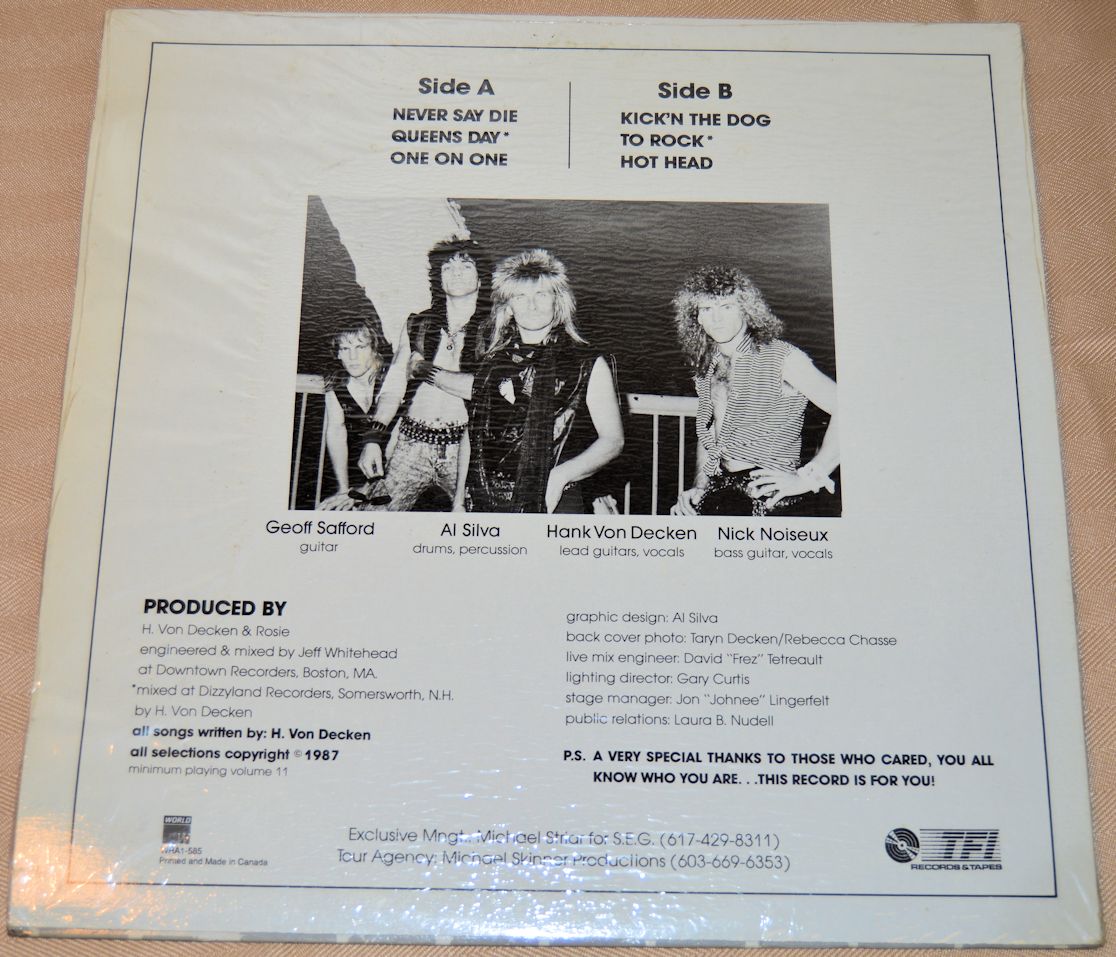 Side A
NEVER SAY DIE
QUEENS DAY*
ONE ON ONE
Side B
KICK'N THE DOG
TO ROCK*
HOT HEAD
Geoff Safford
guitar
Al Silva
drums, percussion
Hank Von Decken
lead guitars, vocals
Nick Noiseux
bass guitar, vocals
PRODUCED BY
H. Von Decken & Rosie
engineered & mixed by Jeff Whitehead
at Downtown Recorders, Boston, MA.
*mixed at Dizzyland Recorders, Somersworth, N.H.
by H. Von Decken
all songs written by: H. Von Decken
all selections copyright © 1987
minimum playing volume 11
graphic design: Al Silva
back cover photo: Taryn Decken/Rebecca Chasse
live mix engineer: David "Frez" Tetreault
lighting director: Gary Curtis
stage manager: Jon "Johnee" Lingerfelt
public relations: Laura B. Nudell
P.S. A VERY SPECIAL THANKS TO THOSE WHO CARED, YOU ALL
KNOW WHO YOU ARE. . .THIS RECORD IS FOR YOU!
WORLD
WRA1-585
Printed and Made in Canada
Exclusive Mngt.: Michael Striar for S.E.G. (617-429-8311)
Tour Agency: Michael Skinner Productions (603-669-6353)
TFI
RECORDS & TAPES